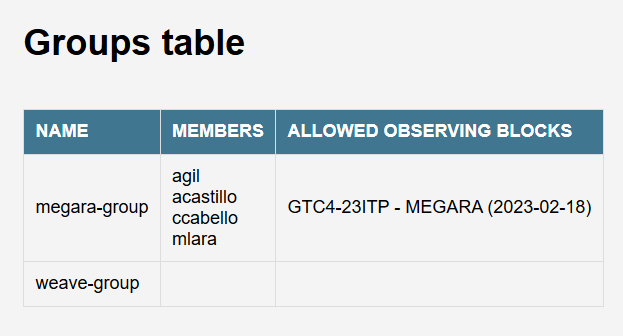 Groups table
NAME MEMBERS ALLOWED OBSERVING BLOCKS
megara-group
agil
acastillo
ccabello
mlara
GTC4-23ITP - MEGARA (2023-02-18)
weave-group